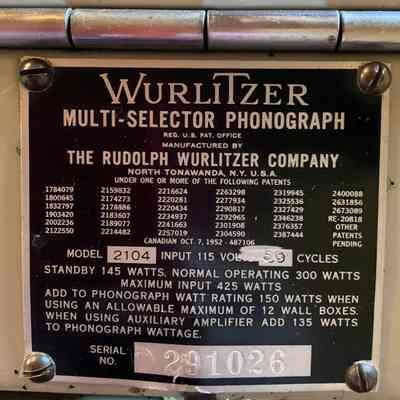 WURLITZER
MULTI-SELECTOR PHONOGRAPH
REG. U.S. PAT. OFFICE
MANUFACTURED BY
THE RUDOLPH WURLITZER COMPANY
NORTH TONAWANDA, N.Y. U.S.A.
UNDER ONE OR MORE OF THE FOLLOWING PATENTS
1784079 2159832 2216624 2263298 2319945 2400088
1800645 2174273 2220281 2277934 2325536 2631856
1832797 2178886 2220434 2290817 2327429 2673089
1903420 2183607 2234937 2292965 2346238 RE-20818
2002236 2189077 2241663 2301908 2376357 OTHER
2122550 2214482 2257019 2304590 2387444 PATENTS
CANADIAN OCT. 7, 1952 - 487106 PENDING
MODEL 2104 INPUT 115 CYCLES
STANDBY 145 WATTS, NORMAL OPERATING 300 WATTS
MAXIMUM INPUT 425 WATTS
ADD TO PHONOGRAPH WATT RATING 150 WATTS WHEN
USING AN ALLOWABLE MAXIMUM OF 12 WALL BOXES.
WHEN USING AUXILIARY AMPLIFIER ADD 135 WATTS
TO PHONOGRAPH WATTAGE.
SERIAL
NO. 291026